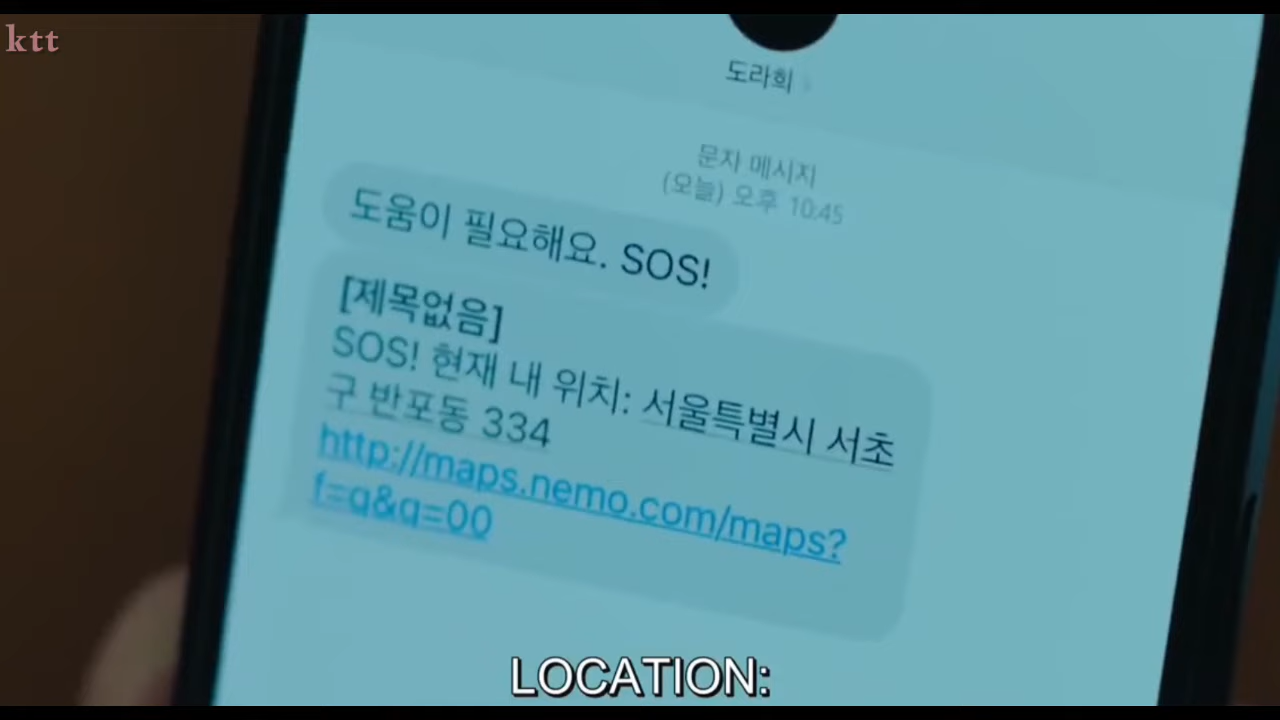 ktt
도라희
문자 메시지
(오늘) 오후 10:45
도움이 필요해요. SOS!
[제목없음]
SOS! 현재 내 위치: 서울특별시 서초
구 반포동 334
http://maps.nemo.com/maps?
f=q&q=00
LOCATION: